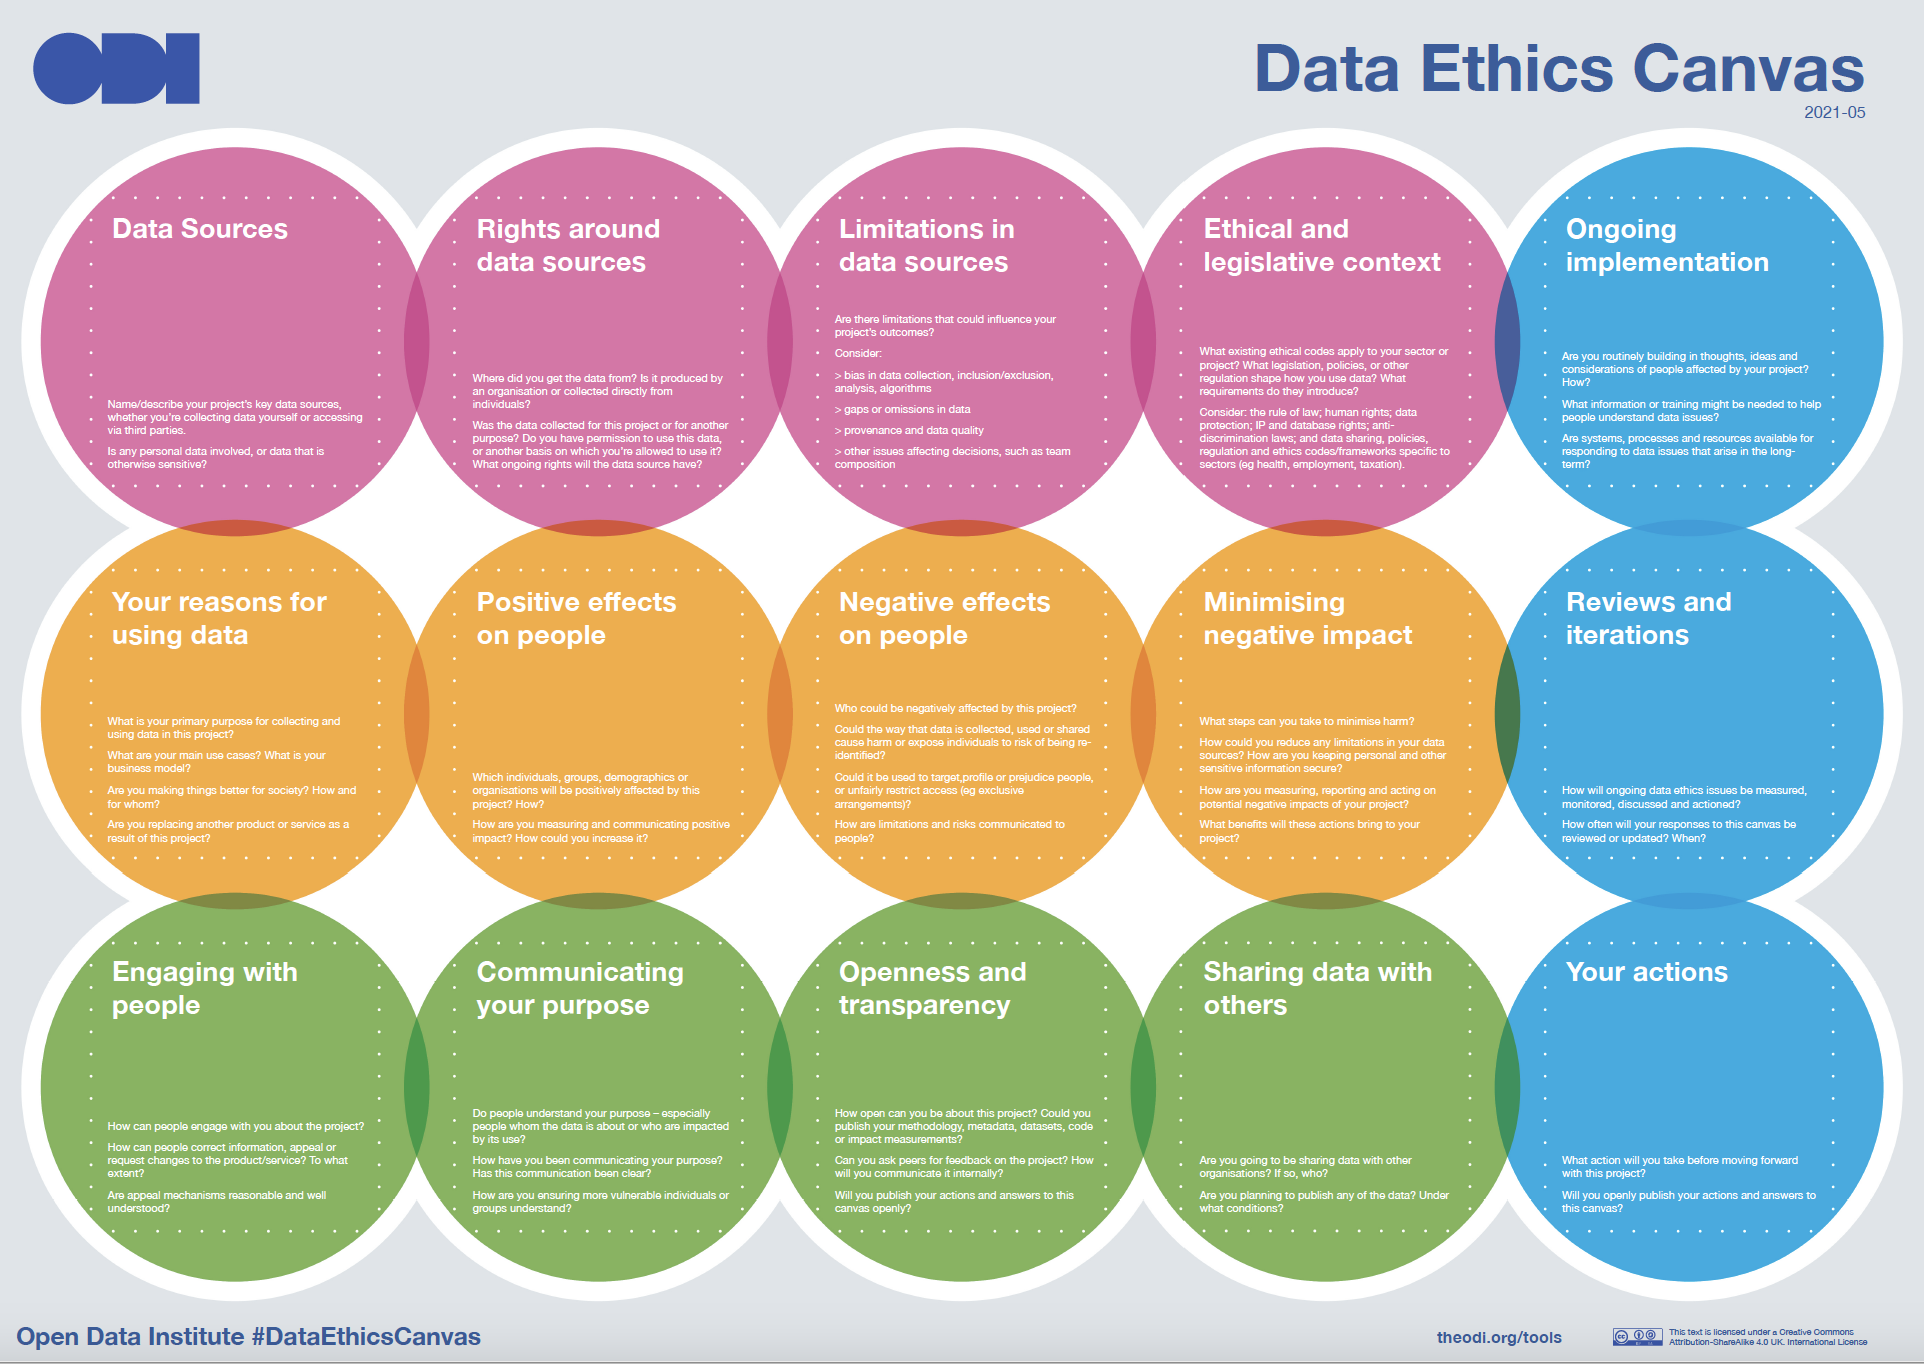 ODI
Data Ethics Canvas
2021-05
Data Sources
Name/describe your project's key data sources,
whether you're collecting data yourself or accessing
via third parties.
Is any personal data involved, or data that is
otherwise sensitive?
Rights around
data sources
Where did you get the data from? Is it produced by
an organisation or collected directly from
individuals?
Was the data collected for this project or for another
purpose? Do you have permission to use this data,
or another basis on which you're allowed to use it?
What ongoing rights will the data source have?
Limitations in
data sources
Are there limitations that could influence your
project's outcomes?
Consider:
> bias in data collection, inclusion/exclusion,
analysis, algorithms
> gaps or omissions in data
> provenance and data quality
> other issues affecting decisions, such as team
composition
Ethical and
legislative context
What existing ethical codes apply to your sector or
project? What legislation, policies, or other
regulation shape how you use data? What
requirements do they introduce?
Consider: the rule of law; human rights; data
protection; IP and database rights; anti-
discrimination laws; and data sharing, policies,
regulation and ethics codes/frameworks specific to
sectors (eg health, employment, taxation).
Ongoing
implementation
Are you routinely building in thoughts, ideas and
considerations of people affected by your project?
How?
What information or training might be needed to help
people understand data issues?
Are systems, processes and resources available for
responding to data issues that arise in the long-
term?
Your reasons for
using data
What is your primary purpose for collecting and
using data in this project?
What are your main use cases? What is your
business model?
Are you making things better for society? How and
for whom?
Are you replacing another product or service as a
result of this project?
Positive effects
on people
Which individuals, groups, demographics or
organisations will be positively affected by this
project? How?
How are you measuring and communicating positive
impact? How could you increase it?
Negative effects
on people
Who could be negatively affected by this project?
Could the way that data is collected, used or shared
cause harm or expose individuals to risk of being re-
identified?
Could it be used to target,profile or prejudice people,
or unfairly restrict access (eg exclusive
arrangements)?
How are limitations and risks communicated to
people?
Minimising
negative impact
What steps can you take to minimise harm?
How could you reduce any limitations in your data
sources? How are you keeping personal and other
sensitive information secure?
How are you measuring, reporting and acting on
potential negative impacts of your project?
What benefits will these actions bring to your
project?
Reviews and
iterations
How will ongoing data ethics issues be measured,
monitored, discussed and actioned?
How often will your responses to this canvas be
reviewed or updated? When?
Engaging with
people
How can people engage with you about the project?
How can people correct information, appeal or
request changes to the product/service? To what
extent?
Are appeal mechanisms reasonable and well
understood?
Communicating
your purpose
Do people understand your purpose – especially
people whom the data is about or who are impacted
by its use?
How have you been communicating your purpose?
Has this communication been clear?
How are you ensuring more vulnerable individuals or
groups understand?
Openness and
transparency
How open can you be about this project? Could you
publish your methodology, metadata, datasets, code
or impact measurements?
Can you ask peers for feedback on the project? How
will you communicate it internally?
Will you publish your actions and answers to this
canvas openly?
Sharing data with
others
Are you going to be sharing data with other
organisations? If so, who?
Are you planning to publish any of the data? Under
what conditions?
Your actions
What action will you take before moving forward
with this project?
Will you openly publish your actions and answers to
this canvas?
Open Data Institute #DataEthicsCanvas
theodi.org/tools
This text is licensed under a Creative Commons
Attribution-ShareAlike 4.0 UK. International License